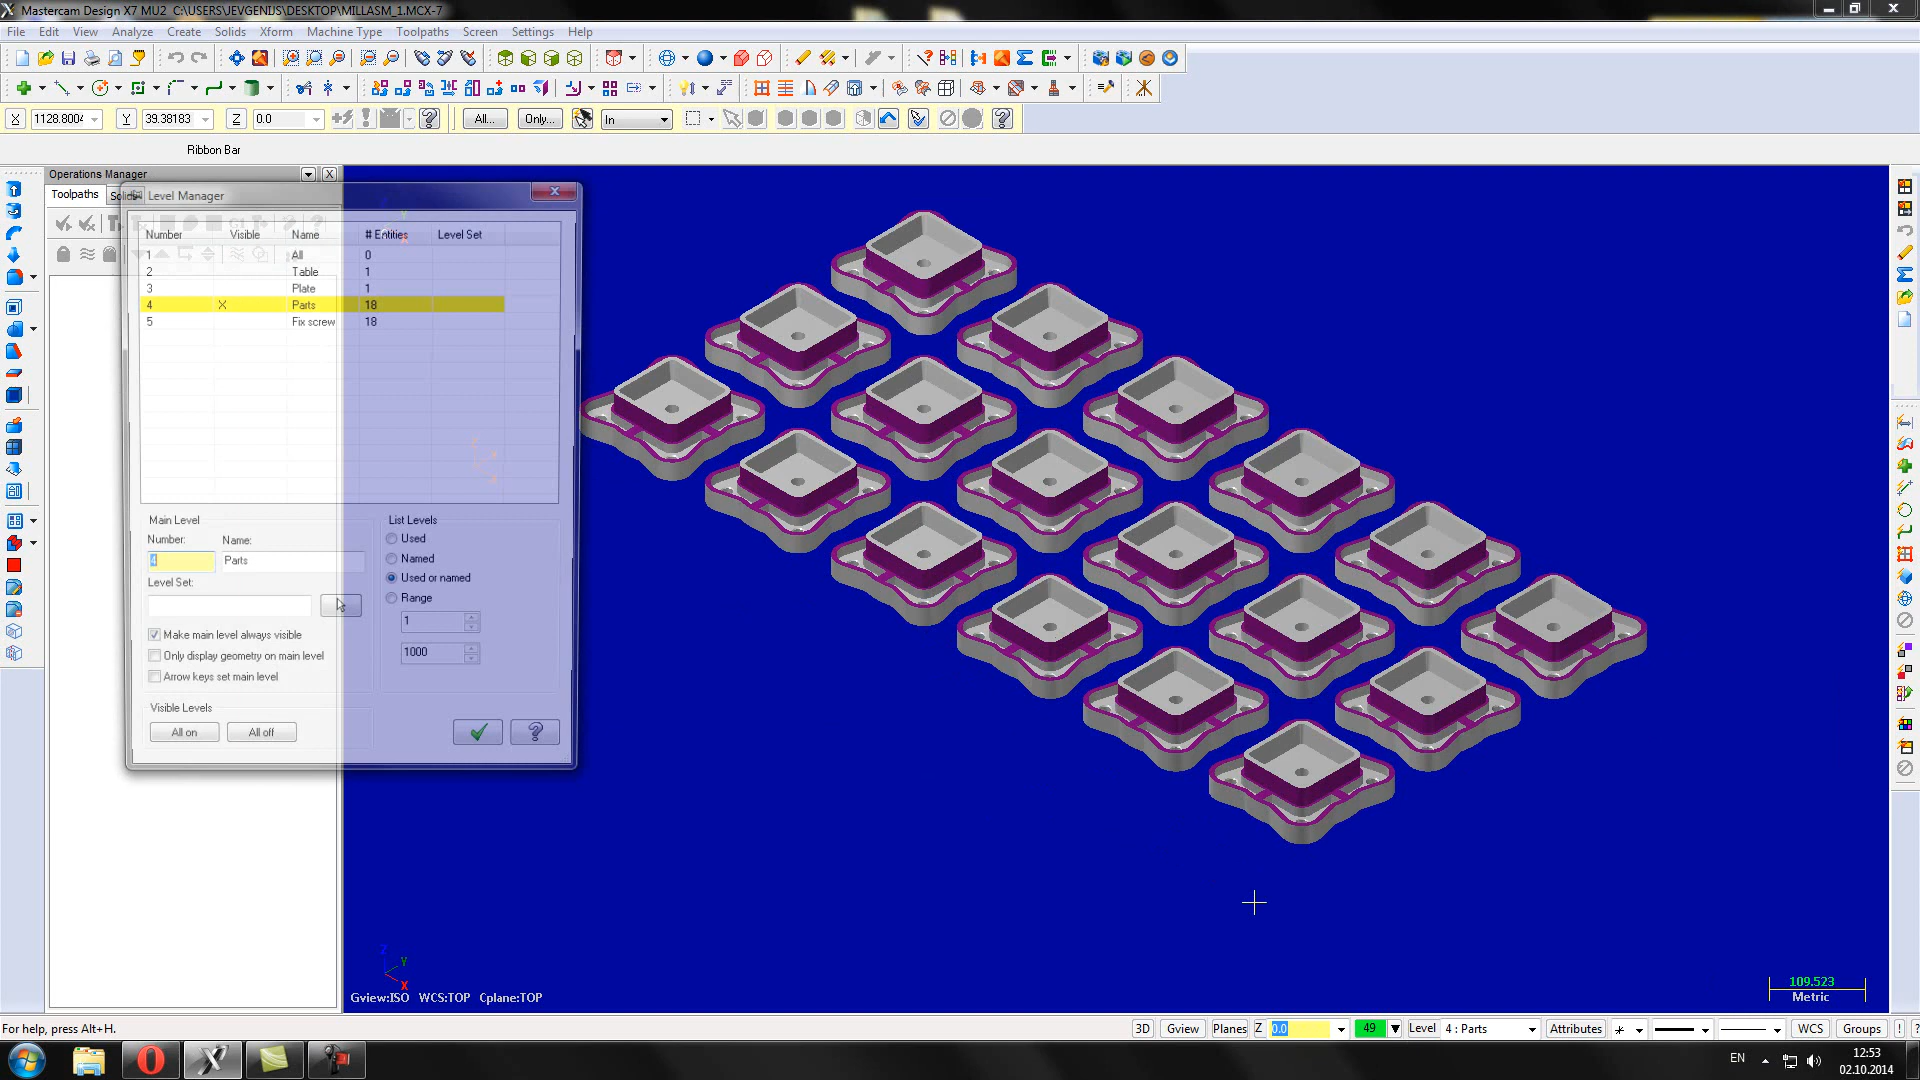 Mastercam Design X7 MU2  C:\USERS\JEVGENIJS\DESKTOP\MILLASM_1.MCX-7
File Edit View Analyze Create Solids Xform Machine Type Toolpaths Screen Settings Help
X 1128.8004 Y 39.38183 Z 0.0 All... Only... In
Ribbon Bar
Operations Manager X
Toolpaths Solids
Level Manager
Number Visible Name # Entities Level Set
1 All 0
2 Table 1
3 Plate 1
4 X Parts 18
5 Fix screw 18
Main Level
Number: Name:
4 Parts
Level Set:
Make main level always visible
Only display geometry on main level
Arrow keys set main level
Visible Levels
All on All off
List Levels
Used
Named
Used or named
Range
1
1000
Z
Y
X
Gview:ISO WCS:TOP Cplane:TOP
109.523
Metric
For help, press Alt+H.
3D Gview Planes Z 0.0 49 Level 4 : Parts Attributes WCS Groups ! ?
EN 12:53
02.10.2014